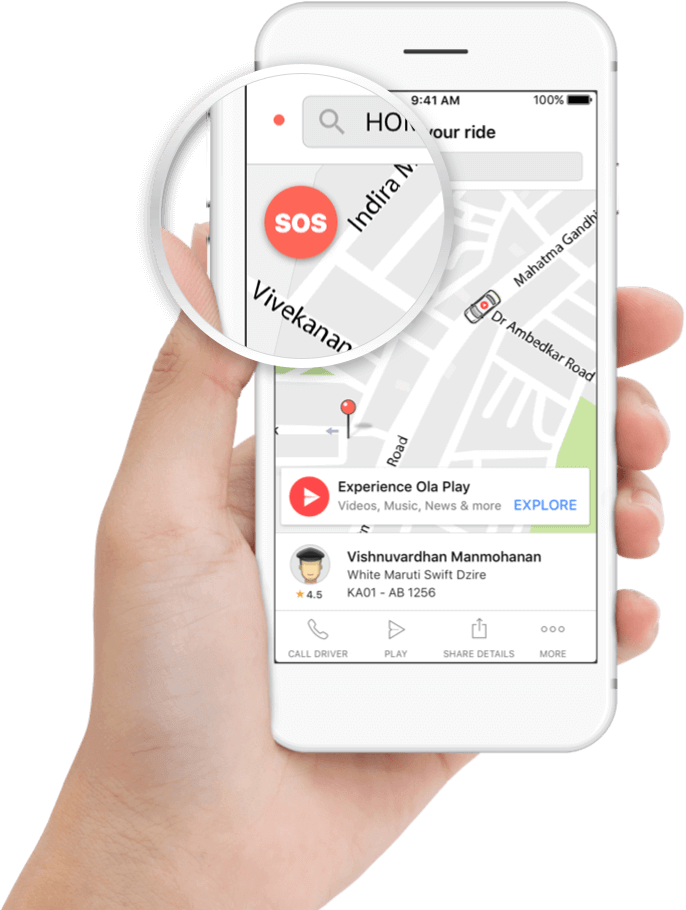 9:41 AM
100%
your ride
HOM
SOS
Indira
Vivekanan
Mahatma Gandhi
Dr Ambedkar Road
Road
Experience Ola Play
Videos, Music, News & more
EXPLORE
Vishnuvardhan Manmohanan
White Maruti Swift Dzire
★ 4.5
KA01 - AB 1256
CALL DRIVER
PLAY
SHARE DETAILS
MORE